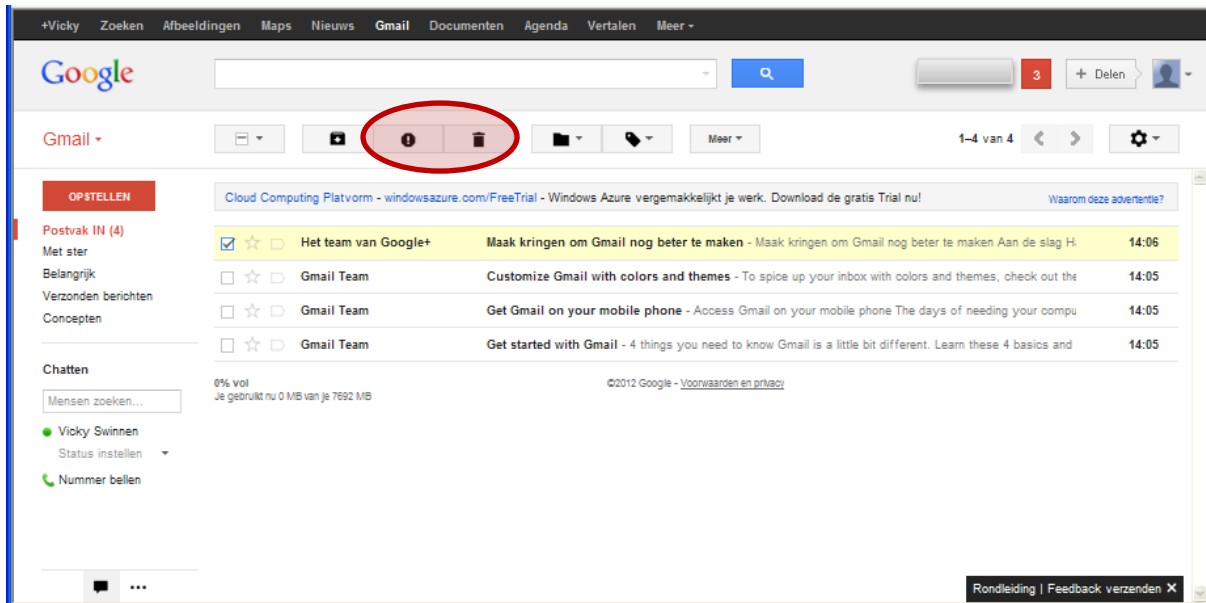 +Vicky Zoeken Afbeeldingen Maps Nieuws Gmail Documenten Agenda Vertalen Meer
Google
3 + Delen
Gmail
Meer
1–4 van 4
OPSTELLEN
Cloud Computing Platvorm - windowsazure.com/FreeTrial - Windows Azure vergemakkelijkt je werk. Download de gratis Trial nu! Waarom deze advertentie?
Postvak IN (4)
Met ster
Belangrijk
Verzonden berichten
Concepten
Het team van Google+ Maak kringen om Gmail nog beter te maken - Maak kringen om Gmail nog beter te maken Aan de slag 14:06
Gmail Team Customize Gmail with colors and themes - To spice up your inbox with colors and themes, check out the 14:05
Gmail Team Get Gmail on your mobile phone - Access Gmail on your mobile phone The days of needing your compu 14:05
Gmail Team Get started with Gmail - 4 things you need to know Gmail is a little bit different. Learn these 4 basics and 14:05
0% vol
Je gebruikt nu 0 MB van je 7692 MB
©2012 Google - Voorwaarden en privacy
Chatten
Mensen zoeken...
Vicky Swinnen
Status instellen
Nummer bellen
Rondleiding | Feedback verzenden X